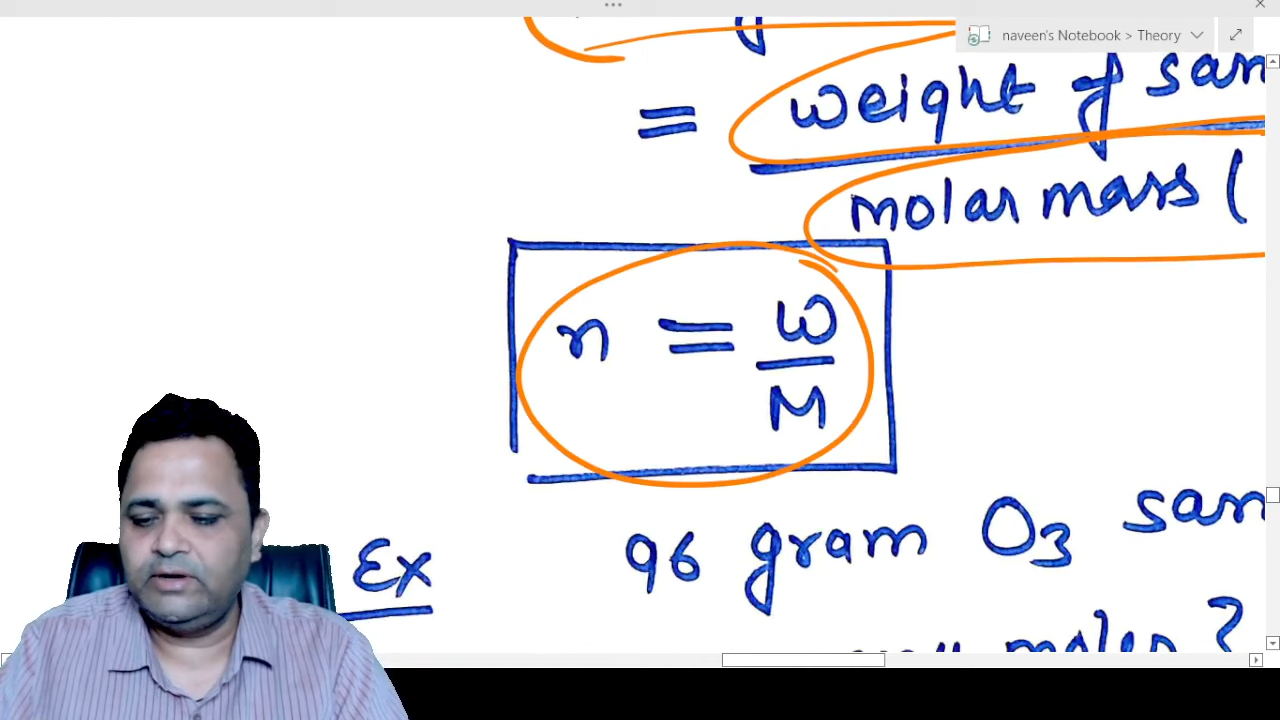 naveen's Notebook > Theory
= weight of sam
molar mass (
n = w
M
Ex 96 gram O3 sam
moles?